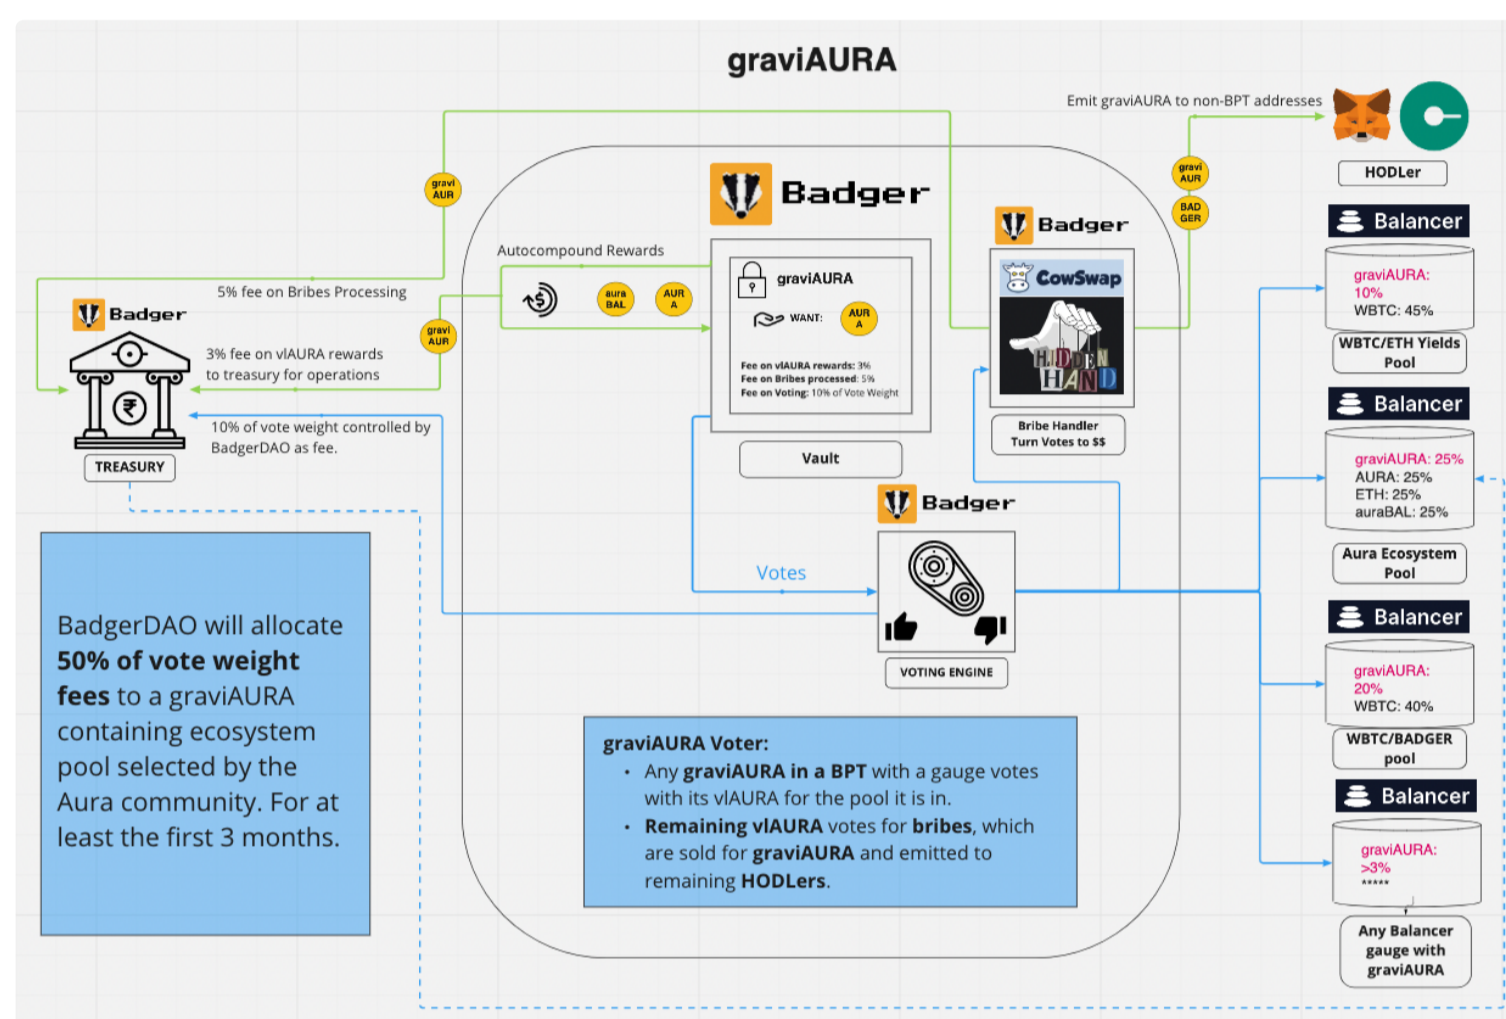 graviAURA
Emit graviAURA to non-BPT addresses
HODLer
gravi
AUR
BAD
GER
gravi
AUR
5% fee on Bribes Processing
Badger
3% fee on vlAURA rewards
to treasury for operations
gravi
AUR
10% of vote weight controlled by
BadgerDAO as fee.
₹
TREASURY
BadgerDAO will allocate
50% of vote weight
fees to a graviAURA
containing ecosystem
pool selected by the
Aura community. For at
least the first 3 months.
Autocompound Rewards
$
aura
BAL
AUR
A
Badger
graviAURA
WANT:
AUR
A
Fee on vlAURA rewards: 3%
Fee on Bribes processed: 5%
Fee on Voting: 10% of Vote Weight
Vault
Badger
CowSwap
HIDDEN
HAND
Bribe Handler
Turn Votes to $$
Votes
Badger
VOTING ENGINE
graviAURA Voter:
• Any graviAURA in a BPT with a gauge votes
with its vlAURA for the pool it is in.
• Remaining vlAURA votes for bribes, which
are sold for graviAURA and emitted to
remaining HODLers.
Balancer
graviAURA:
10%
WBTC: 45%
WBTC/ETH Yields
Pool
Balancer
graviAURA: 25%
AURA: 25%
ETH: 25%
auraBAL: 25%
Aura Ecosystem
Pool
Balancer
graviAURA:
20%
WBTC: 40%
WBTC/BADGER
pool
Balancer
graviAURA:
>3%
*****
Any Balancer
gauge with
graviAURA